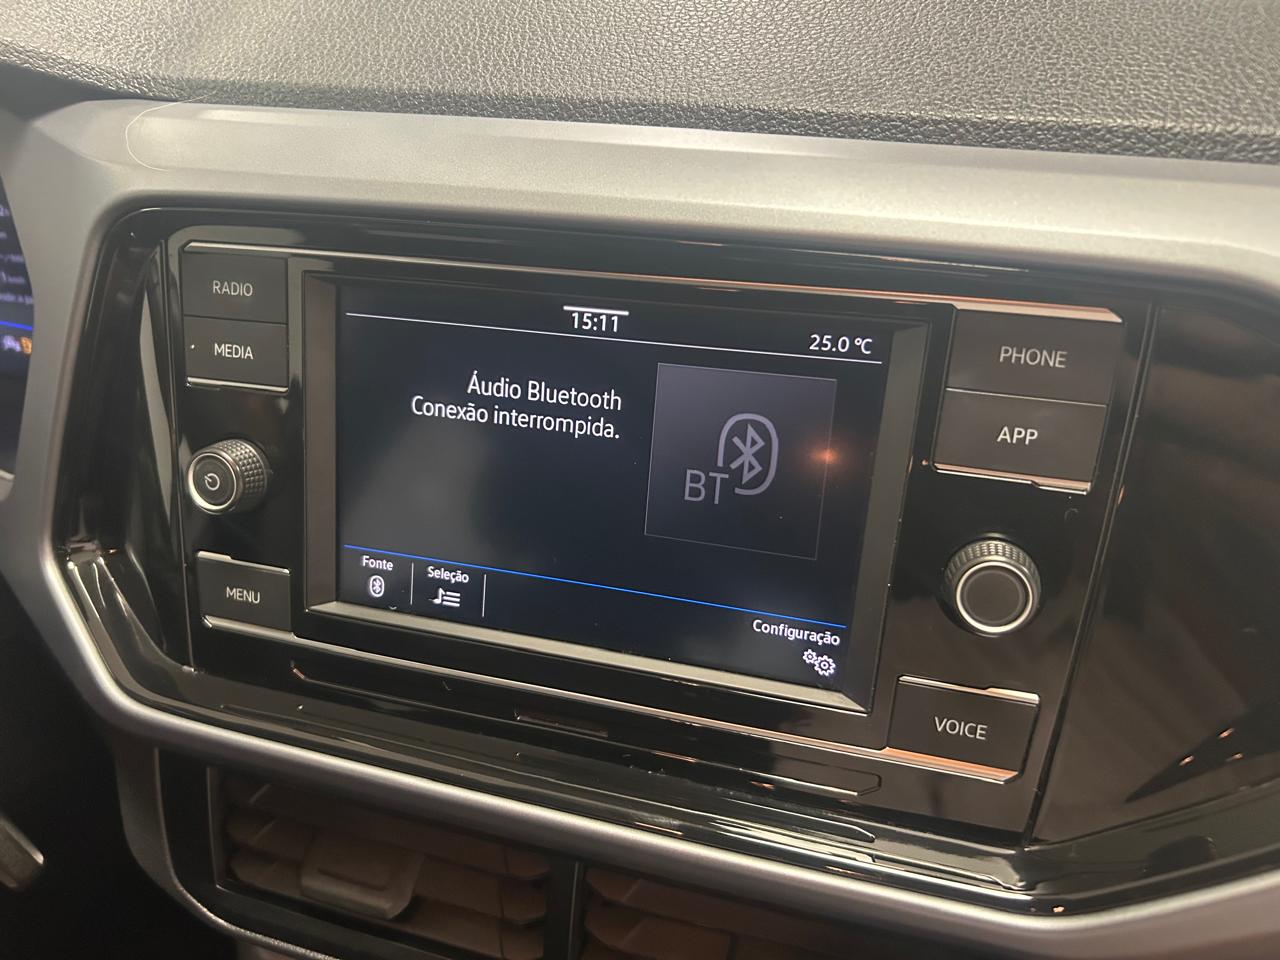 RADIO
MEDIA
MENU
15:11
25.0 °C
Áudio Bluetooth
Conexão interrompida.
BT
Fonte
Seleção
Configuração
PHONE
APP
VOICE